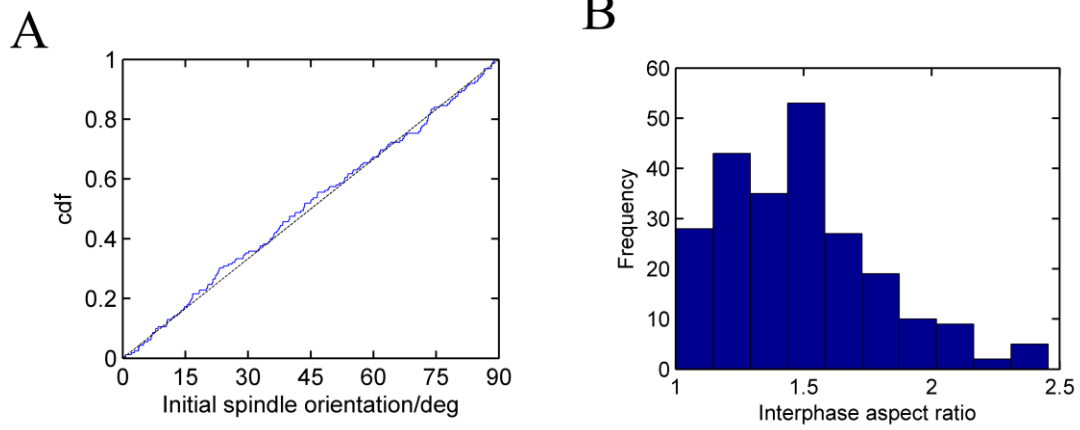 A
1
0.8
0.6
0.4
0.2
0
cdf
0 15 30 45 60 75 90
Initial spindle orientation/deg
B
60
50
40
30
20
10
0
Frequency
1 1.5 2 2.5
Interphase aspect ratio